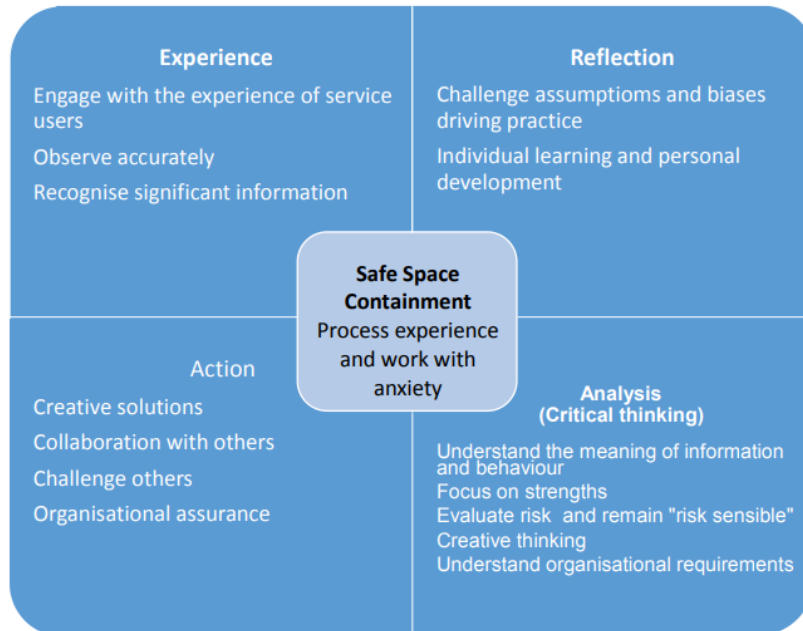 Experience
Engage with the experience of service
users
Observe accurately
Recognise significant information
Reflection
Challenge assumptioms and biases
driving practice
Individual learning and personal
development
Safe Space
Containment
Process experience
and work with
anxiety
Action
Creative solutions
Collaboration with others
Challenge others
Organisational assurance
Analysis
(Critical thinking)
Understand the meaning of information
and behaviour
Focus on strengths
Evaluate risk and remain "risk sensible"
Creative thinking
Understand organisational requirements